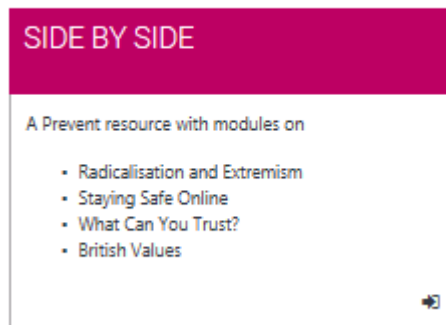 SIDE BY SIDE
A Prevent resource with modules on
▪ Radicalisation and Extremism
▪ Staying Safe Online
▪ What Can You Trust?
▪ British Values